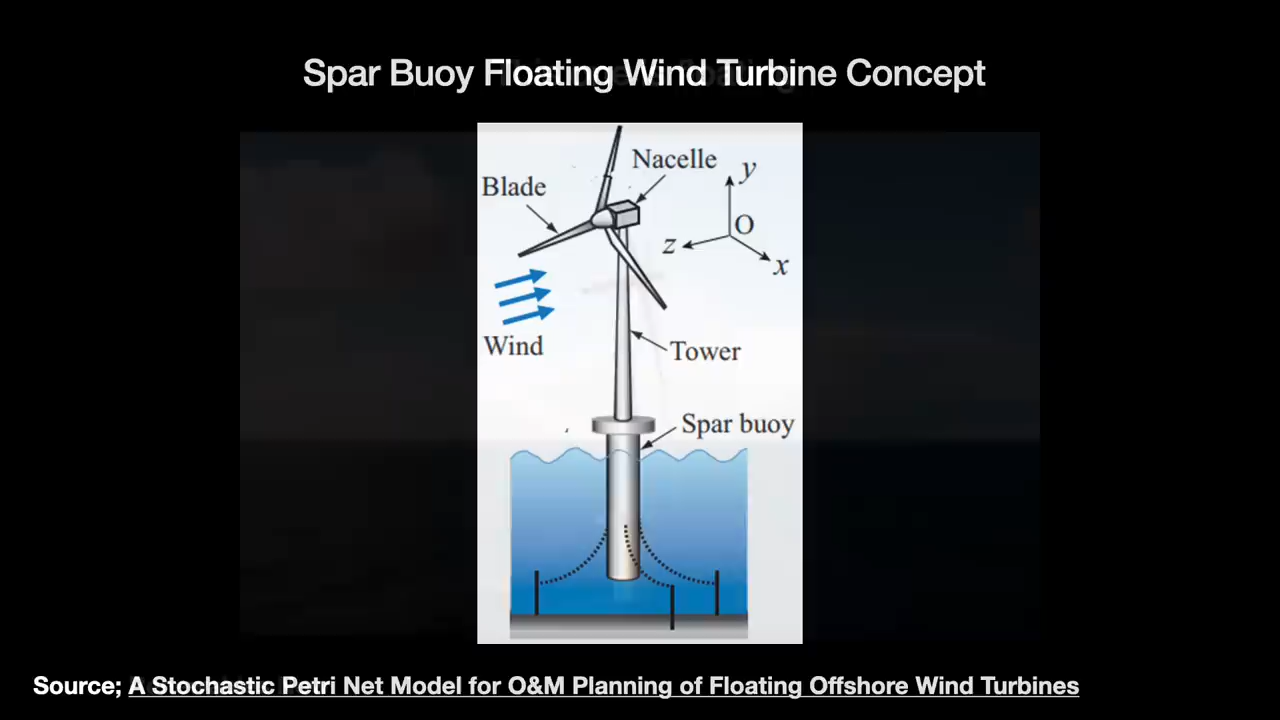 Spar Buoy Floating Wind Turbine Concept
Nacelle
Blade
y
O
z
x
Wind
Tower
Spar buoy
Source; A Stochastic Petri Net Model for O&M Planning of Floating Offshore Wind Turbines